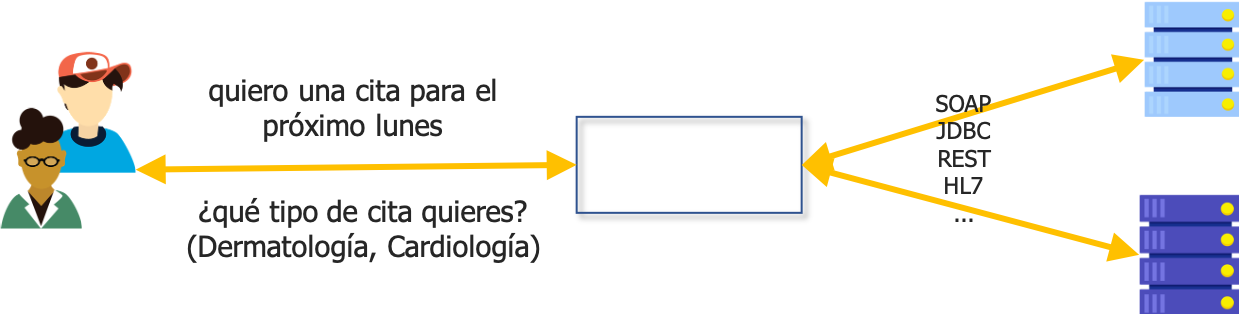 quiero una cita para el
próximo lunes
¿qué tipo de cita quieres?
(Dermatología, Cardiología)
SOAP
JDBC
REST
HL7
...